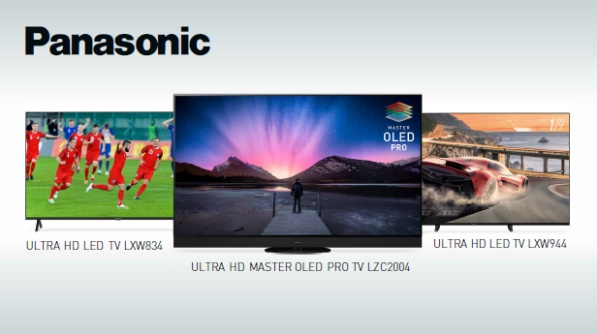 Panasonic
MASTER
OLED
PRO
ULTRA HD LED TV LXW834
ULTRA HD MASTER OLED PRO TV LZC2004
ULTRA HD LED TV LXW944